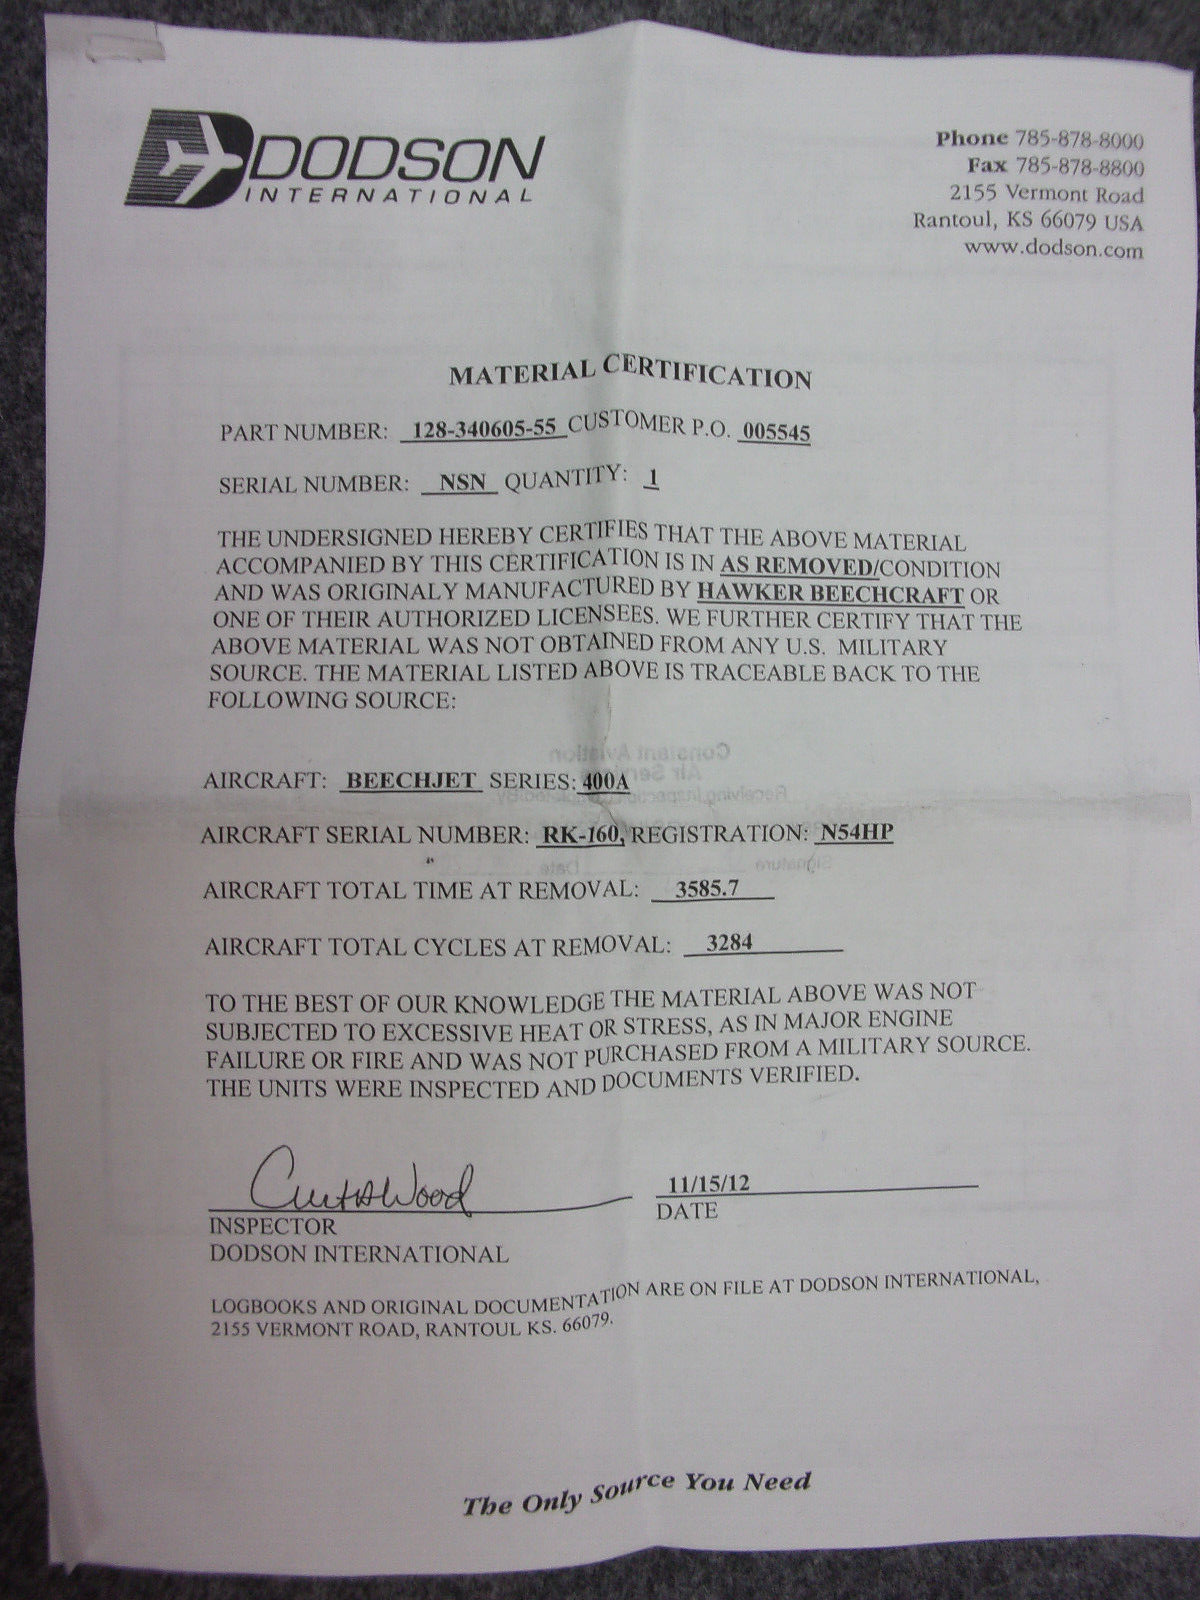 DODSON
INTERNATIONAL
Phone 785-878-8000
Fax 785-878-8800
2155 Vermont Road
Rantoul, KS 66079 USA
www.dodson.com
MATERIAL CERTIFICATION
PART NUMBER: 128-340605-55 CUSTOMER P.O. 005545
SERIAL NUMBER: NSN QUANTITY: 1
THE UNDERSIGNED HEREBY CERTIFIES THAT THE ABOVE MATERIAL
ACCOMPANIED BY THIS CERTIFICATION IS IN AS REMOVED/CONDITION
AND WAS ORIGINALY MANUFACTURED BY HAWKER BEECHCRAFT OR
ONE OF THEIR AUTHORIZED LICENSEES. WE FURTHER CERTIFY THAT THE
ABOVE MATERIAL WAS NOT OBTAINED FROM ANY U.S. MILITARY
SOURCE. THE MATERIAL LISTED ABOVE IS TRACEABLE BACK TO THE
FOLLOWING SOURCE:
Constant Aviation
AIRCRAFT: BEECHJET SERIES: 400A
AIRCRAFT SERIAL NUMBER: RK-160, REGISTRATION: N54HP
Signature Date
AIRCRAFT TOTAL TIME AT REMOVAL: 3585.7
AIRCRAFT TOTAL CYCLES AT REMOVAL: 3284
TO THE BEST OF OUR KNOWLEDGE THE MATERIAL ABOVE WAS NOT
SUBJECTED TO EXCESSIVE HEAT OR STRESS, AS IN MAJOR ENGINE
FAILURE OR FIRE AND WAS NOT PURCHASED FROM A MILITARY SOURCE.
THE UNITS WERE INSPECTED AND DOCUMENTS VERIFIED.
Curtis Wood
11/15/12
INSPECTOR
DATE
DODSON INTERNATIONAL
LOGBOOKS AND ORIGINAL DOCUMENTATION ARE ON FILE AT DODSON INTERNATIONAL,
2155 VERMONT ROAD, RANTOUL KS. 66079.
The Only Source You Need